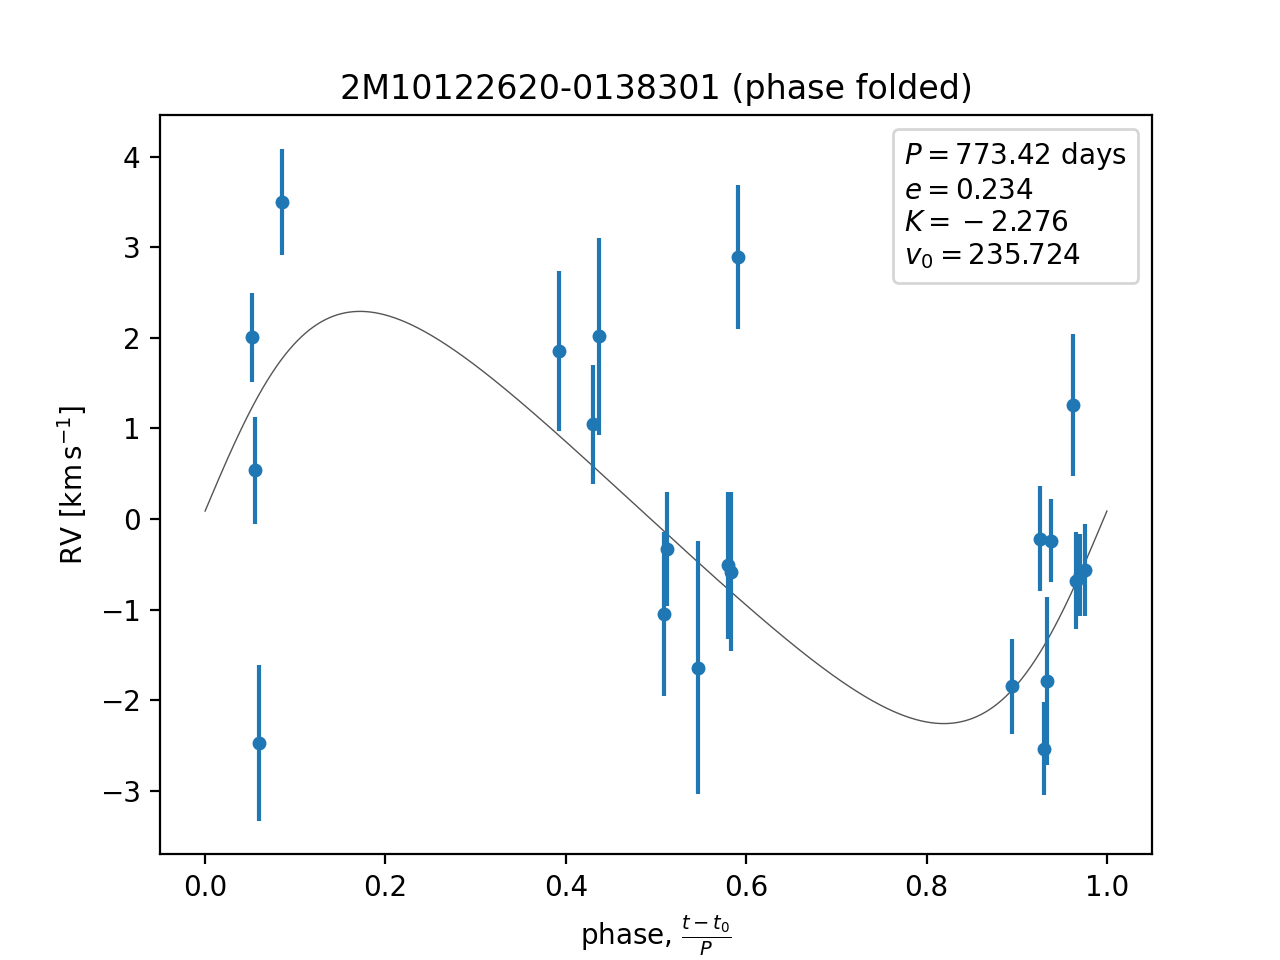 2M10122620-0138301 (phase folded)
P = 773.42 days
e = 0.234
K = −2.276
v₀ = 235.724
RV [km s⁻¹]
4
3
2
1
0
−1
−2
−3
0.0 0.2 0.4 0.6 0.8 1.0
phase, (t − t₀)/P